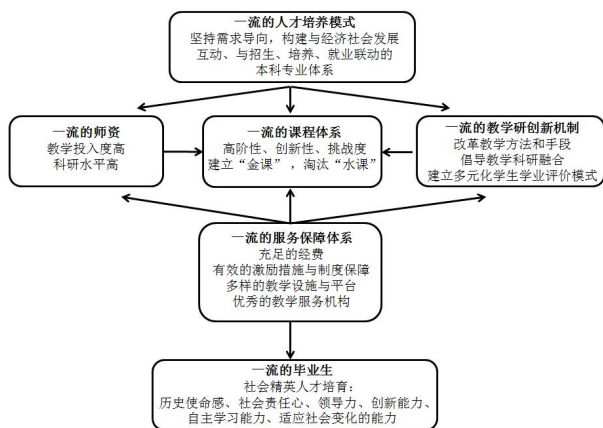 一流的人才培养模式
坚持需求导向，构建与经济社会发展
互动、与招生、培养、就业联动的
本科专业体系
一流的师资
教学投入度高
科研水平高
一流的课程体系
高阶性、创新性、挑战度
建立“金课”，淘汰“水课”
一流的教学研创新机制
改革教学方法和手段
倡导教学科研融合
建立多元化学生学业评价模式
一流的服务保障体系
充足的经费
有效的激励措施与制度保障
多样的教学设施与平台
优秀的教学服务机构
一流的毕业生
社会精英人才培育：
历史使命感、社会责任心、领导力、创新能力、
自主学习能力、适应社会变化的能力